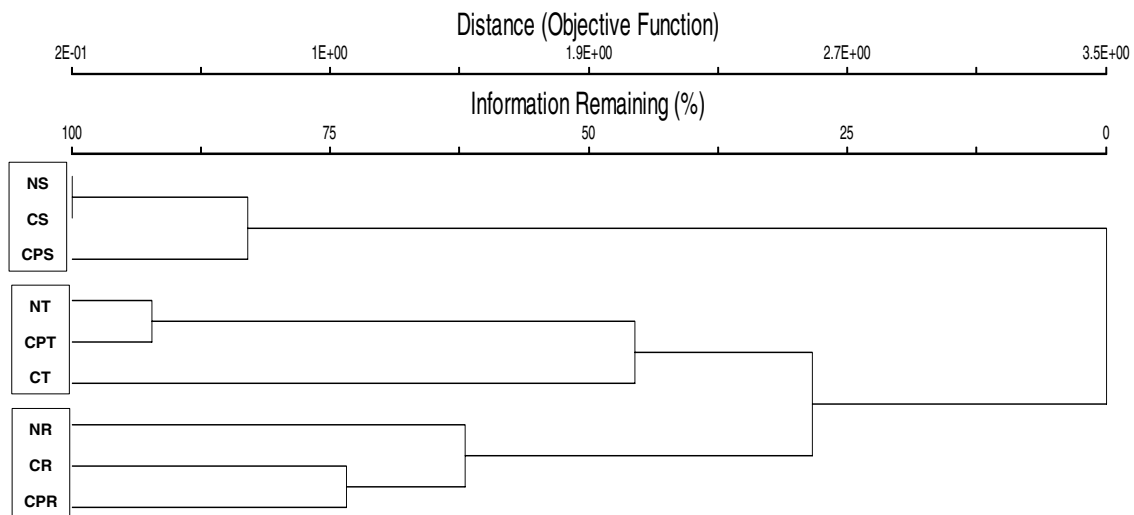 Distance (Objective Function)
2E-01 1E+00 1.9E+00 2.7E+00 3.5E+00
Information Remaining (%)
100 75 50 25 0
NS
CS
CPS
NT
CPT
CT
NR
CR
CPR